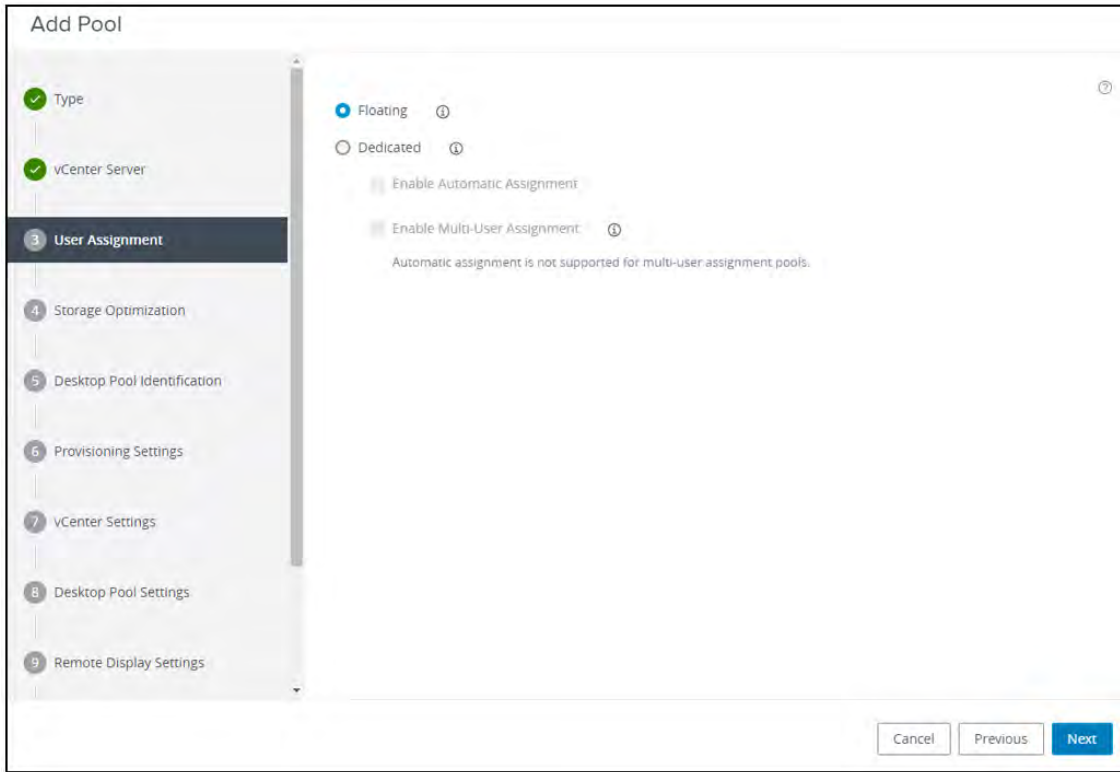 Add Pool
Type
vCenter Server
3 User Assignment
4 Storage Optimization
5 Desktop Pool Identification
6 Provisioning Settings
7 vCenter Settings
8 Desktop Pool Settings
9 Remote Display Settings
Floating
Dedicated
Enable Automatic Assignment
Enable Multi-User Assignment
Automatic assignment is not supported for multi-user assignment pools.
Cancel Previous Next